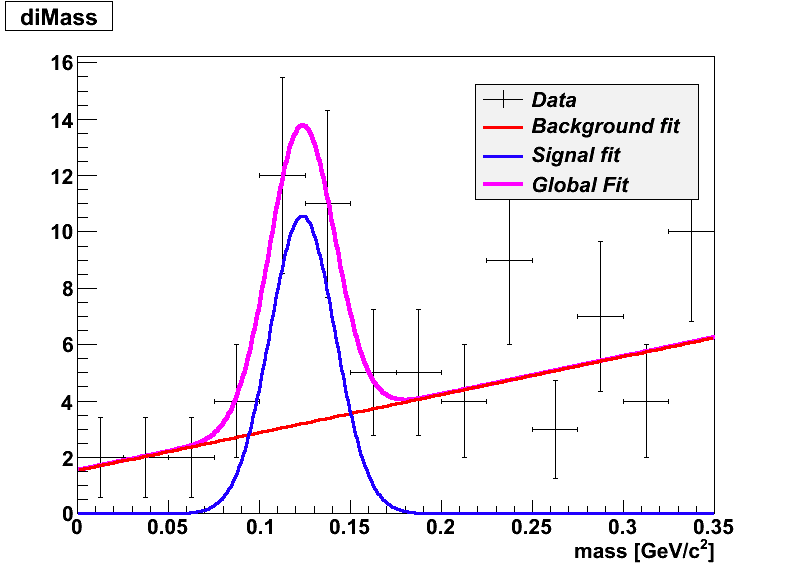 diMass
16
14
12
10
8
6
4
2
0
Data
Background fit
Signal fit
Global Fit
0 0.05 0.1 0.15 0.2 0.25 0.3 0.35
mass [GeV/c²]